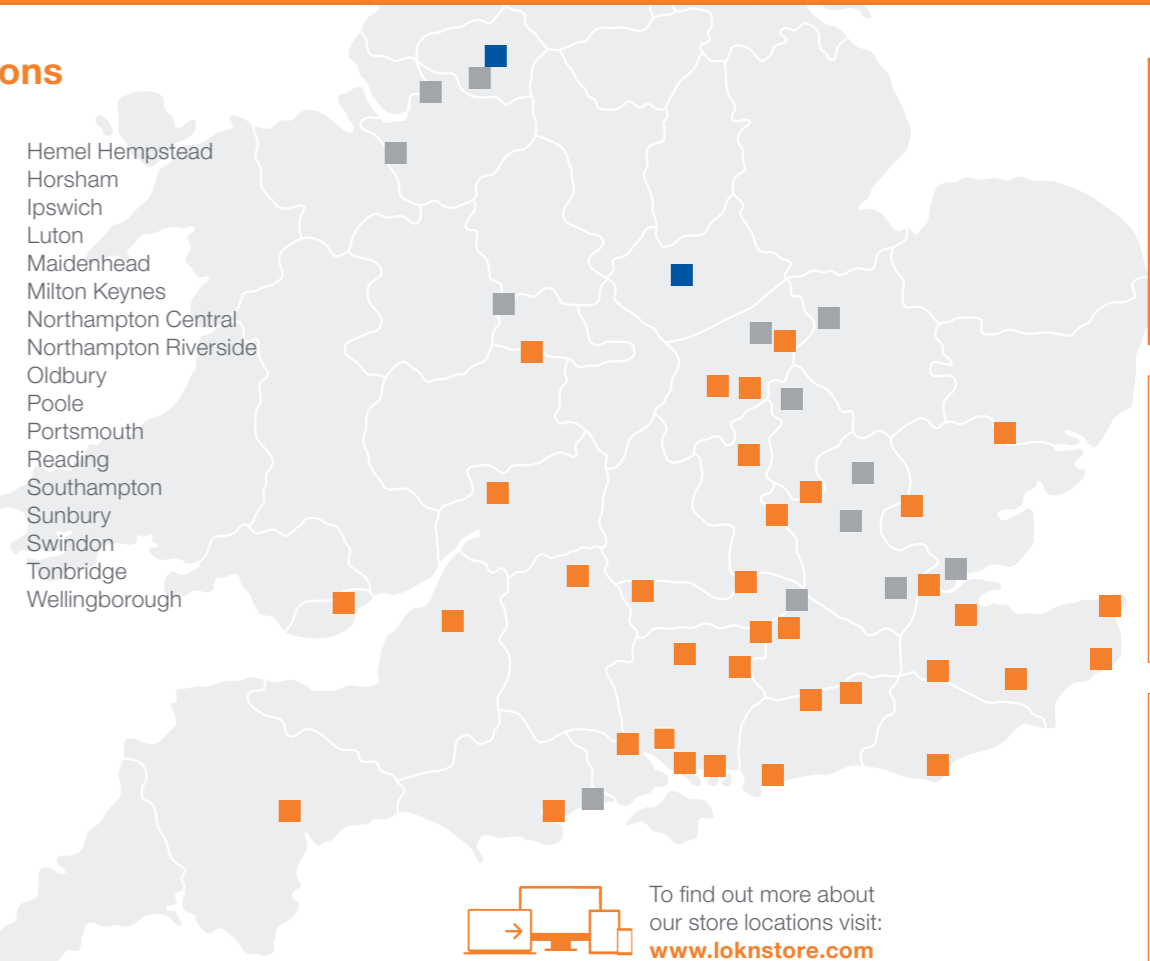 ons
Hemel Hempstead
Horsham
Ipswich
Luton
Maidenhead
Milton Keynes
Northampton Central
Northampton Riverside
Oldbury
Poole
Portsmouth
Reading
Southampton
Sunbury
Swindon
Tonbridge
Wellingborough
To find out more about
our store locations visit:
www.loknstore.com